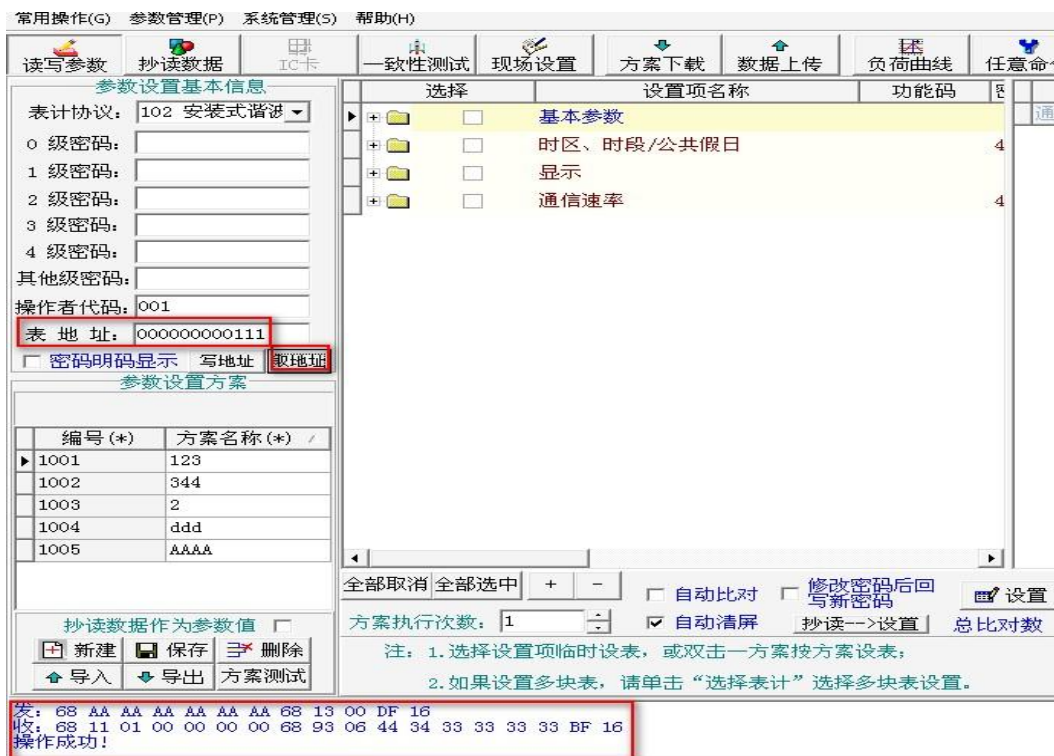 常用操作(G) 参数管理(P) 系统管理(S) 帮助(H)
读写参数 抄读数据 IC卡 一致性测试 现场设置 方案下载 数据上传 负荷曲线 任意命
参数设置基本信息
表计协议: 102 安装式谐波
0 级密码:
1 级密码:
2 级密码:
3 级密码:
4 级密码:
其他级密码:
操作者代码: 001
表 地 址: 000000000111
密码明码显示 写地址 取地址
参数设置方案
编号(*) 方案名称(*)
1001 123
1002 344
1003 2
1004 ddd
1005 AAAA
抄读数据作为参数值
新建 保存 删除
导入 导出 方案测试
选择 设置项名称 功能码
基本参数
时区、时段/公共假日 4
显示
通信速率 4
通
全部取消 全部选中 + - 自动比对 修改密码后回写新密码 设置
方案执行次数: 1 自动清屏 抄读-->设置 总比对数
注: 1.选择设置项临时设表, 或双击一方案按方案设表;
2.如果设置多块表, 请单击“选择表计”选择多块表设置。
发: 68 AA AA AA AA AA AA 68 13 00 DF 16
收: 68 11 01 00 00 00 00 68 93 06 44 34 33 33 33 33 BF 16
操作成功!